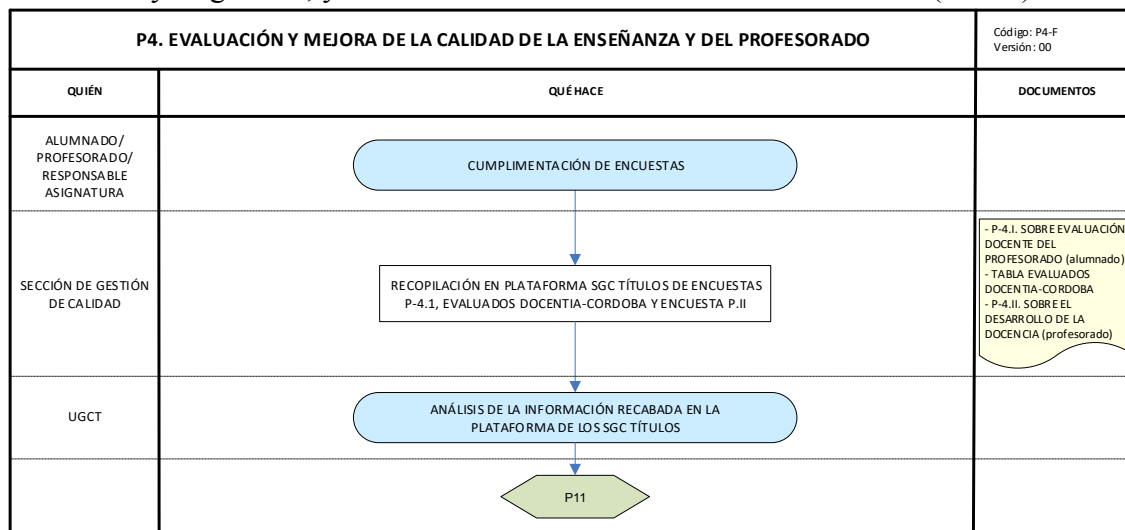 P4. EVALUACIÓN Y MEJORA DE LA CALIDAD DE LA ENSEÑANZA Y DEL PROFESORADO
Código: P4-F
Versión: 00
QUIÉN
QUÉ HACE
DOCUMENTOS
ALUMNADO/
PROFESORADO/
RESPONSABLE
ASIGNATURA
CUMPLIMENTACIÓN DE ENCUESTAS
SECCIÓN DE GESTIÓN
DE CALIDAD
RECOPILACIÓN EN PLATAFORMA SGC TÍTULOS DE ENCUESTAS
P-4.1, EVALUADOS DOCENTIA-CORDOBA Y ENCUESTA P.II
- P-4.I. SOBRE EVALUACIÓN
DOCENTE DEL
PROFESORADO (alumnado)
- TABLA EVALUADOS
DOCENTIA-CORDOBA
- P-4.II. SOBRE EL
DESARROLLO DE LA
DOCENCIA (profesorado)
UGCT
ANÁLISIS DE LA INFORMACIÓN RECABADA EN LA
PLATAFORMA DE LOS SGC TÍTULOS
P11